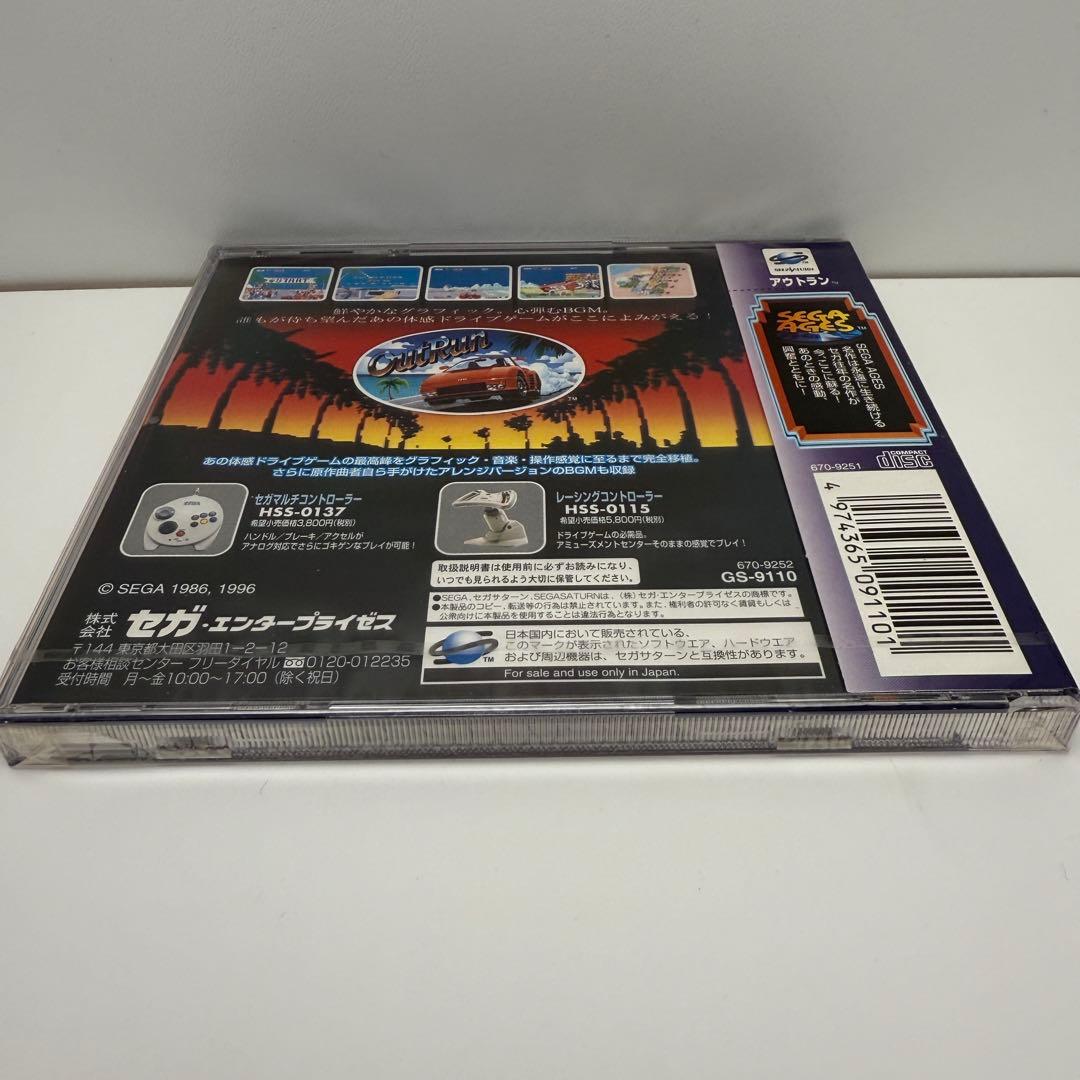 鮮やかなグラフィック。心弾むBGM。
誰もが待ち望んだあの体感ドライブゲームがここによみがえる!
OutRun
TM
あの体感ドライブゲームの最高峰をグラフィック・音楽・操作感覚に至るまで完全移植。
さらに原作曲者自ら手がけたアレンジバージョンのBGMも収録
セガマルチコントローラー
HSS-0137
希望小売価格3,800円(税別)
ハンドル/ブレーキ/アクセルが
アナログ対応でさらにゴキゲンなプレイが可能!
レーシングコントローラー
HSS-0115
希望小売価格5,800円(税別)
ドライブゲームの必需品。
アミューズメントセンターそのままの感覚でプレイ!
取扱説明書は使用前に必ずお読みになり、
いつでも見られるよう大切に保管してください。
670-9252
GS-9110
© SEGA 1986, 1996
株式会社 セガ・エンタープライゼス
〒144 東京都大田区羽田1-2-12
お客様相談センター フリーダイヤル 0120-012235
受付時間 月~金10:00~17:00(除く祝日)
●SEGA、セガサターン、SEGASATURNは、(株)セガ・エンタープライゼスの商標です。
●本製品のコピー、転送等の行為は禁止されています。また、権利者の許可なく賃貸もしくは
公衆向けに本製品を使用することは違法行為となります。
日本国内において販売されている、
このマークが表示されたソフトウエア、ハードウエア
および周辺機器は、セガサターンと互換性があります。
TM
For sale and use only in Japan.
SEGA SATURN
アウトラン™
SEGA AGES
名作は永遠に生き続ける
セガ往年の名作が
今、ここに蘇る—
あのときの感動、
興奮とともに—
670-9251
COMPACT disc
4 974365 091101